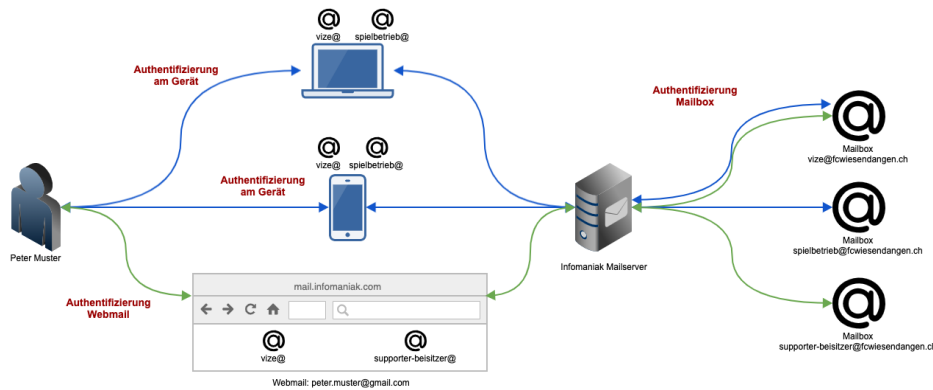 @ @
vize@ spielbetrieb@
Authentifizierung
am Gerät
Authentifizierung
Mailbox
@
Mailbox
vize@fcwiesendangen.ch
@ @
vize@ spielbetrieb@
Authentifizierung
am Gerät
Peter Muster
Infomaniak Mailserver
@
Mailbox
spielbetrieb@fcwiesendangen.ch
Authentifizierung
Webmail
mail.infomaniak.com
@ @
vize@ supporter-beisitzer@
Webmail: peter.muster@gmail.com
@
Mailbox
supporter-beisitzer@fcwiesendangen.cl